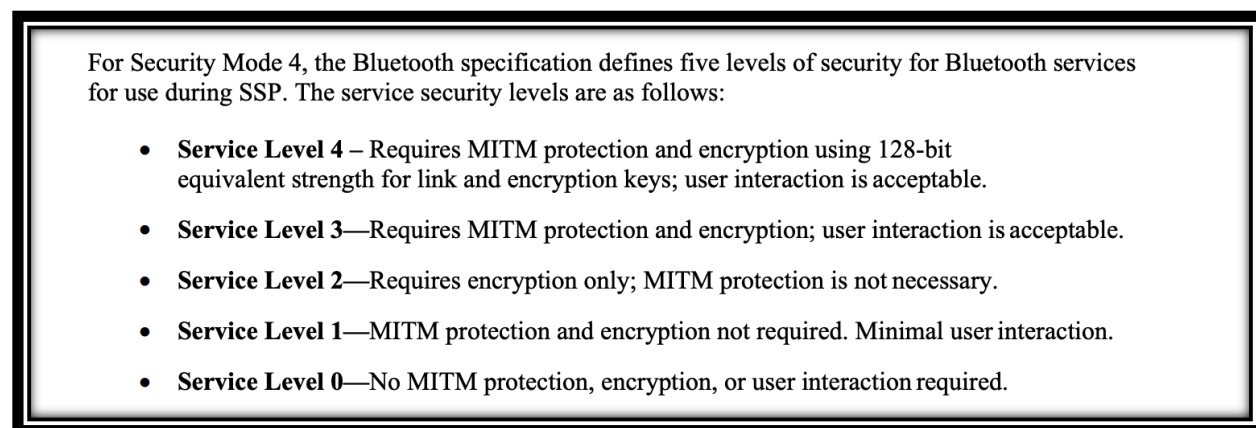 For Security Mode 4, the Bluetooth specification defines five levels of security for Bluetooth services
for use during SSP. The service security levels are as follows:
• Service Level 4 – Requires MITM protection and encryption using 128-bit
equivalent strength for link and encryption keys; user interaction is acceptable.
• Service Level 3—Requires MITM protection and encryption; user interaction is acceptable.
• Service Level 2—Requires encryption only; MITM protection is not necessary.
• Service Level 1—MITM protection and encryption not required. Minimal user interaction.
• Service Level 0—No MITM protection, encryption, or user interaction required.